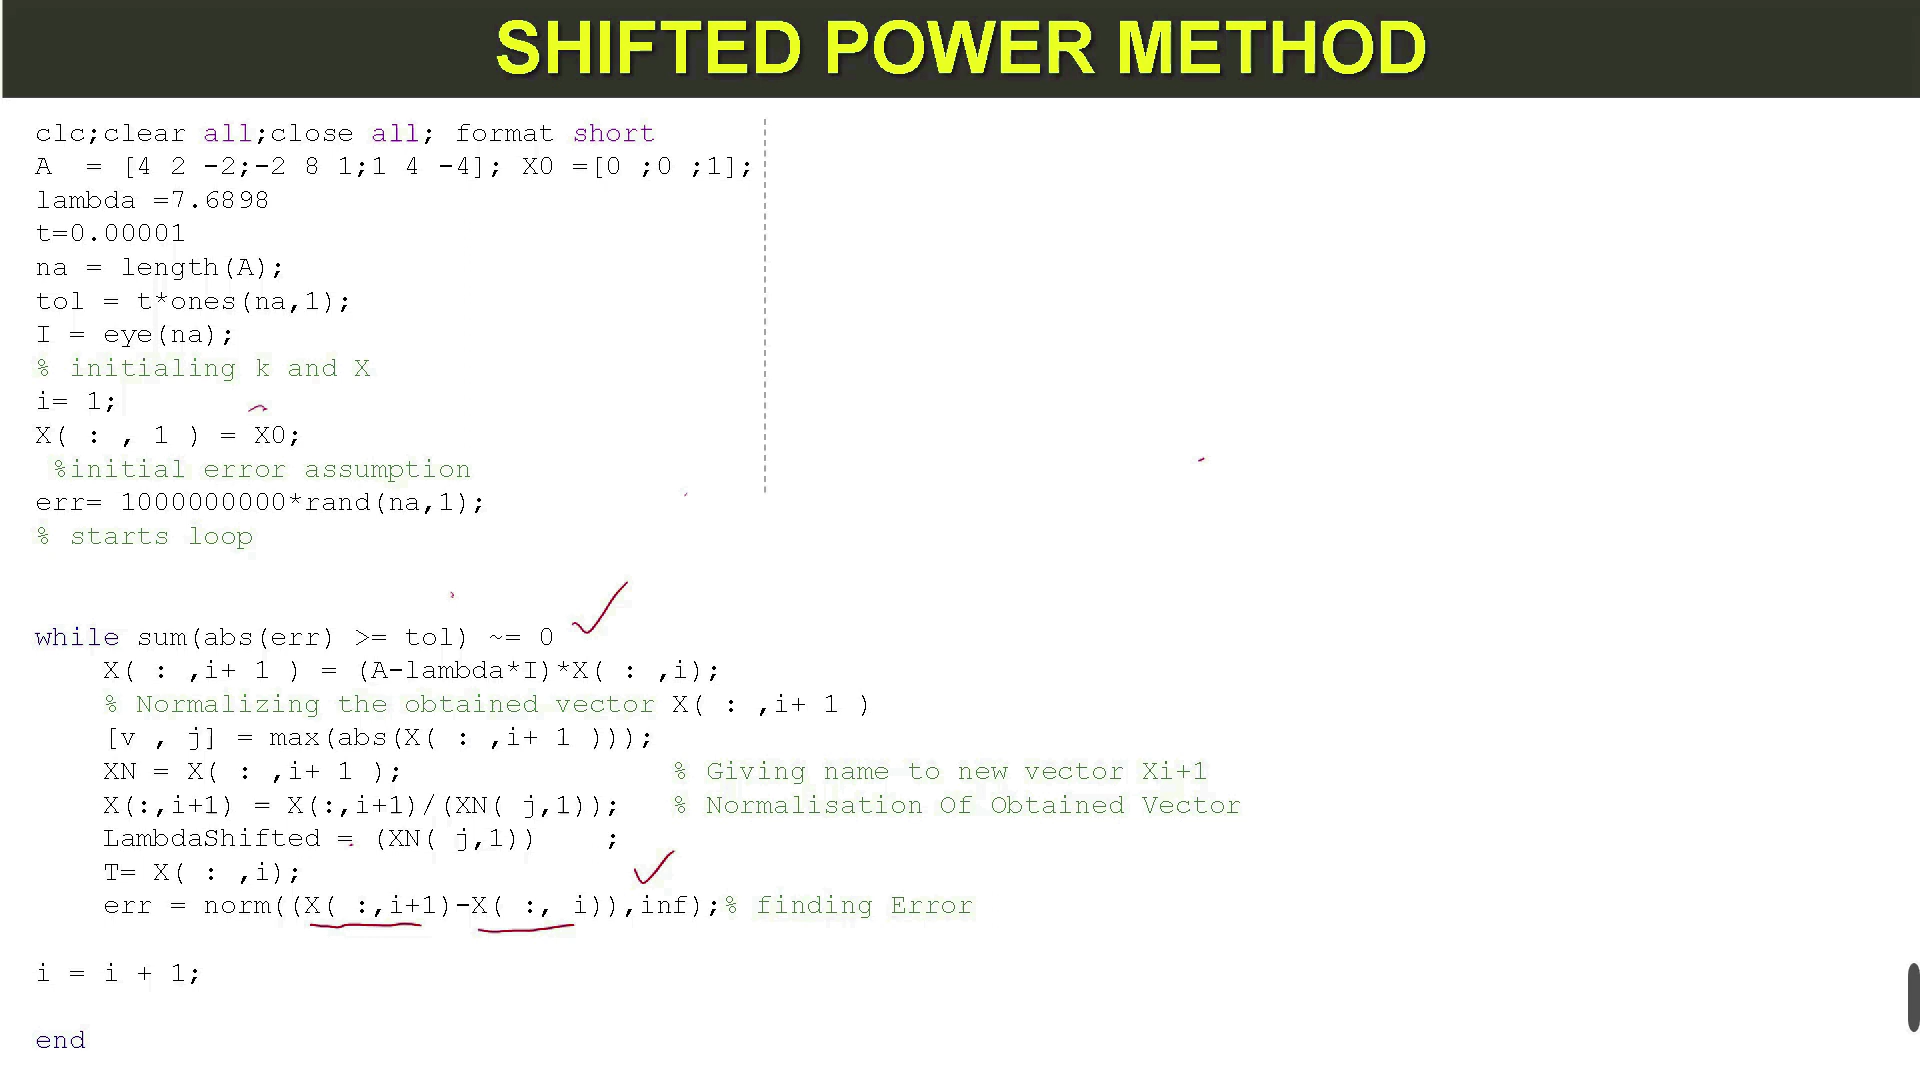 SHIFTED POWER METHOD
clc;clear all;close all; format short
A  = [4 2 -2;-2 8 1;1 4 -4]; X0 =[0 ;0 ;1];
lambda =7.6898
t=0.00001
na = length(A);
tol = t*ones(na,1);
I = eye(na);
% initialing k and X
i= 1;
X( : , 1 ) = X0;
%initial error assumption
err= 1000000000*rand(na,1);
% starts loop
while sum(abs(err) >= tol) ~= 0
X( : ,i+ 1 ) = (A-lambda*I)*X( : ,i);
% Normalizing the obtained vector X( : ,i+ 1 )
[v , j] = max(abs(X( : ,i+ 1 )));
XN = X( : ,i+ 1 ); % Giving name to new vector Xi+1
X(:,i+1) = X(:,i+1)/(XN( j,1)); % Normalisation Of Obtained Vector
LambdaShifted = (XN( j,1)) ;
T= X( : ,i);
err = norm((X( :,i+1)-X( :, i)),inf);% finding Error
i = i + 1;
end